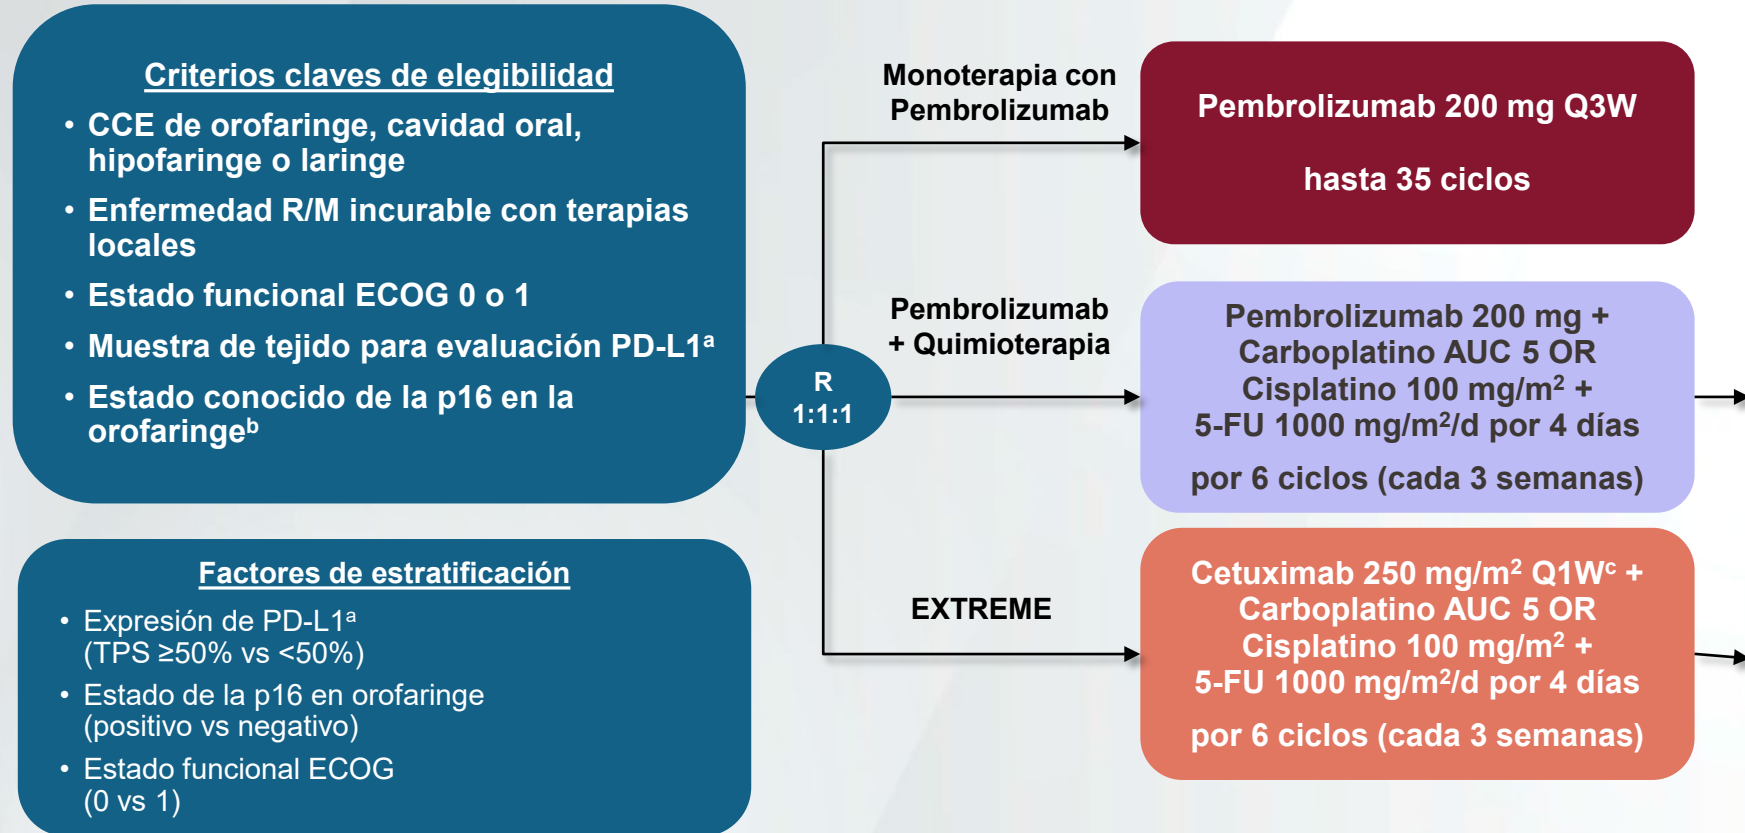 Criterios claves de elegibilidad
• CCE de orofaringe, cavidad oral,
hipofaringe o laringe
• Enfermedad R/M incurable con terapias
locales
• Estado funcional ECOG 0 o 1
• Muestra de tejido para evaluación PD-L1ᵃ
• Estado conocido de la p16 en la
orofaringeᵇ
Factores de estratificación
• Expresión de PD-L1ᵃ
(TPS ≥50% vs <50%)
• Estado de la p16 en orofaringe
(positivo vs negativo)
• Estado funcional ECOG
(0 vs 1)
R
1:1:1
Monoterapia con
Pembrolizumab
Pembrolizumab 200 mg Q3W
hasta 35 ciclos
Pembrolizumab
+ Quimioterapia
Pembrolizumab 200 mg +
Carboplatino AUC 5 OR
Cisplatino 100 mg/m² +
5-FU 1000 mg/m²/d por 4 días
por 6 ciclos (cada 3 semanas)
EXTREME
Cetuximab 250 mg/m² Q1Wᶜ +
Carboplatino AUC 5 OR
Cisplatino 100 mg/m² +
5-FU 1000 mg/m²/d por 4 días
por 6 ciclos (cada 3 semanas)